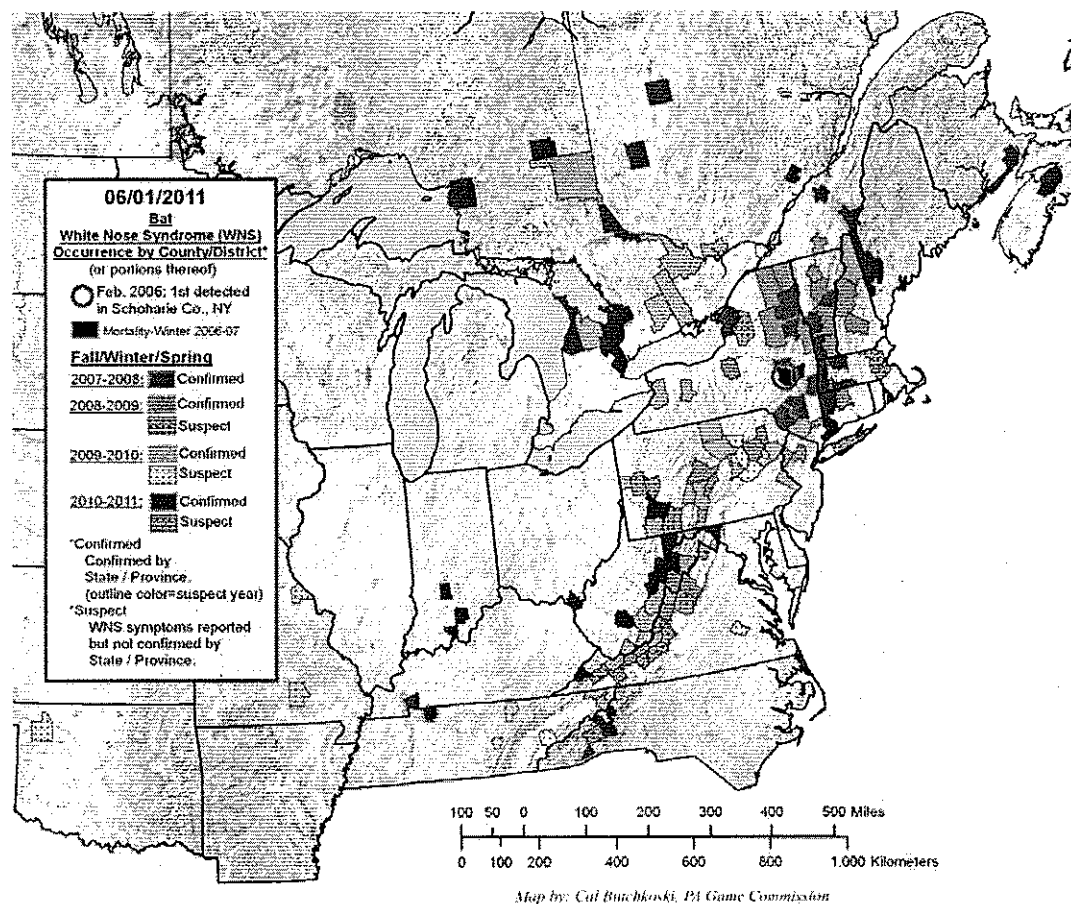 06/01/2011
Bat
White Nose Syndrome (WNS)
Occurrence by County/District*
(or portions thereof)
Feb. 2006: 1st detected
in Schoharie Co., NY
Mortality-Winter 2006-07
Fall/Winter/Spring
2007-2008: Confirmed
2008-2009: Confirmed
Suspect
2009-2010: Confirmed
Suspect
2010-2011: Confirmed
Suspect
*Confirmed
Confirmed by
State / Province.
(outline color=suspect year)
*Suspect
WNS symptoms reported
but not confirmed by
State / Province.
100 50 0 100 200 300 400 500 Miles
0 100 200 400 600 800 1,000 Kilometers
Map by: Cal Butchkoski, PA Game Commission